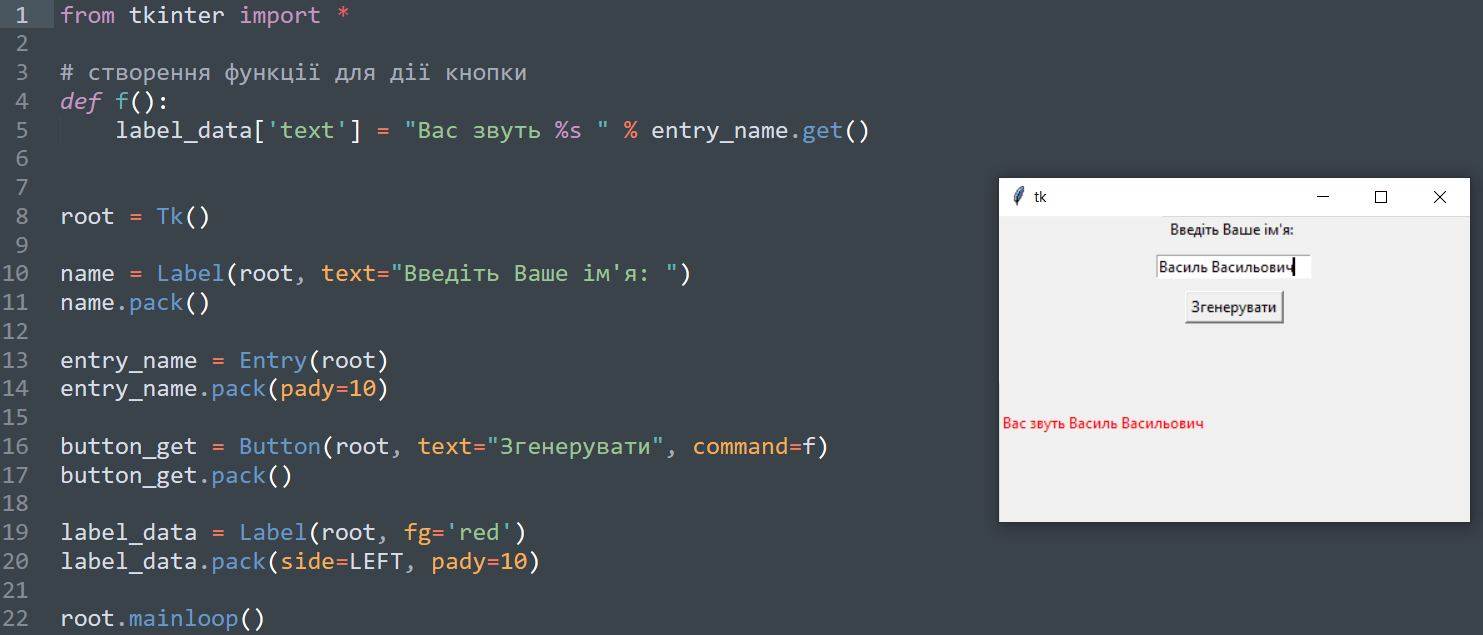 1 from tkinter import *
2
3 # створення функції для дії кнопки
4 def f():
5     label_data['text'] = "Вас звуть %s " % entry_name.get()
6
7
8 root = Tk()
9
10 name = Label(root, text="Введіть Ваше ім'я: ")
11 name.pack()
12
13 entry_name = Entry(root)
14 entry_name.pack(pady=10)
15
16 button_get = Button(root, text="Згенерувати", command=f)
17 button_get.pack()
18
19 label_data = Label(root, fg='red')
20 label_data.pack(side=LEFT, pady=10)
21
22 root.mainloop()
tk
Введіть Ваше ім'я:
Василь Васильович
Згенерувати
Вас звуть Василь Васильович